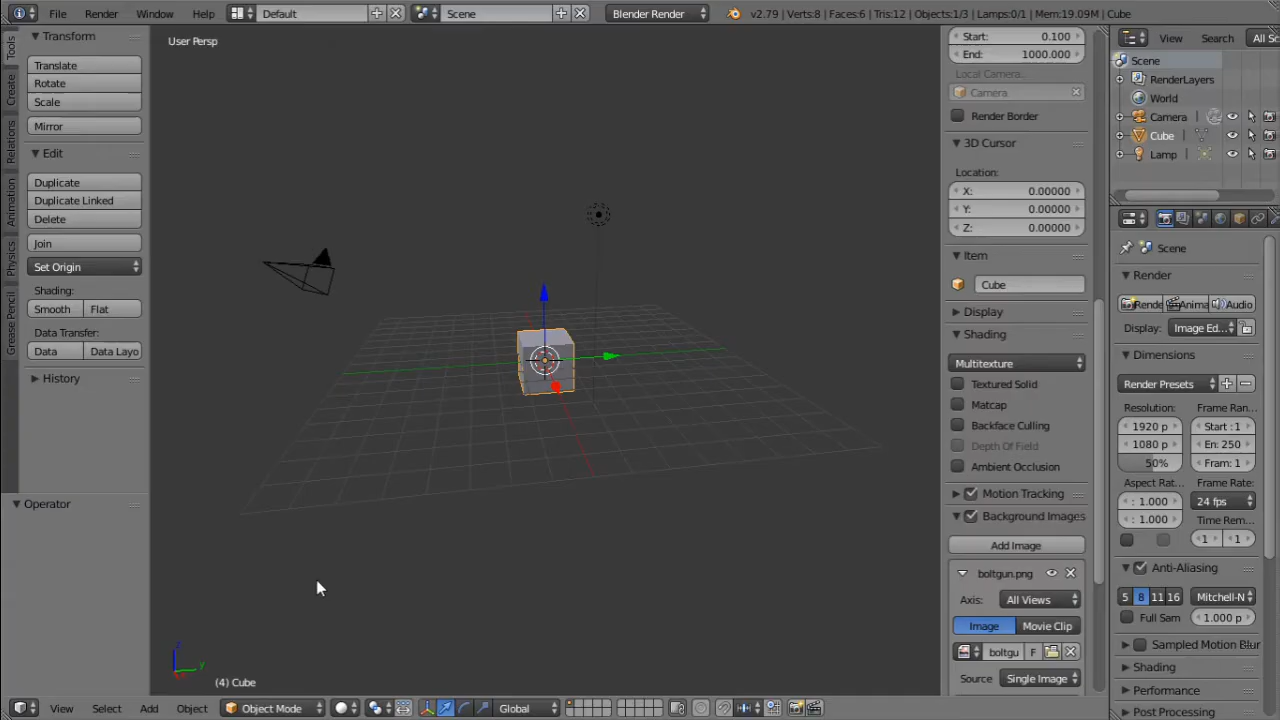 File Render Window Help Default Scene Blender Render v2.79 | Verts:8 | Faces:6 | Tris:12 | Objects:1/3 | Lamps:0/1 | Mem:19.09M | Cube
Tools
Create
Relations
Animation
Physics
Grease Pencil
Transform
Translate
Rotate
Scale
Mirror
Edit
Duplicate
Duplicate Linked
Delete
Join
Set Origin
Shading:
Smooth Flat
Data Transfer:
Data Data Layo
History
Operator
User Persp
z
y
(4) Cube
Start: 0.100
End: 1000.000
Local Camera:
Camera
Render Border
3D Cursor
Location:
X: 0.00000
Y: 0.00000
Z: 0.00000
Item
Cube
Display
Shading
Multitexture
Textured Solid
Matcap
Backface Culling
Depth Of Field
Ambient Occlusion
Motion Tracking
Background Images
Add Image
boltgun.png
Axis: All Views
Image Movie Clip
boltgu F
Source Single Image
View Search All Sc
Scene
RenderLayers
World
Camera
Cube
Lamp
Scene
Render
Rende Anima Audio
Display: Image Ed...
Dimensions
Render Presets
Resolution: Frame Ran...
1920 p Start :1
1080 p En: 250
50% Fram: 1
Aspect Rat... Frame Rate:
: 1.000 24 fps
: 1.000 Time Rem...
1 1
Anti-Aliasing
5 8 11 16 Mitchell-N
Full Sam 1.000 p
Sampled Motion Blur
Shading
Performance
Post Processing
View Select Add Object Object Mode Global